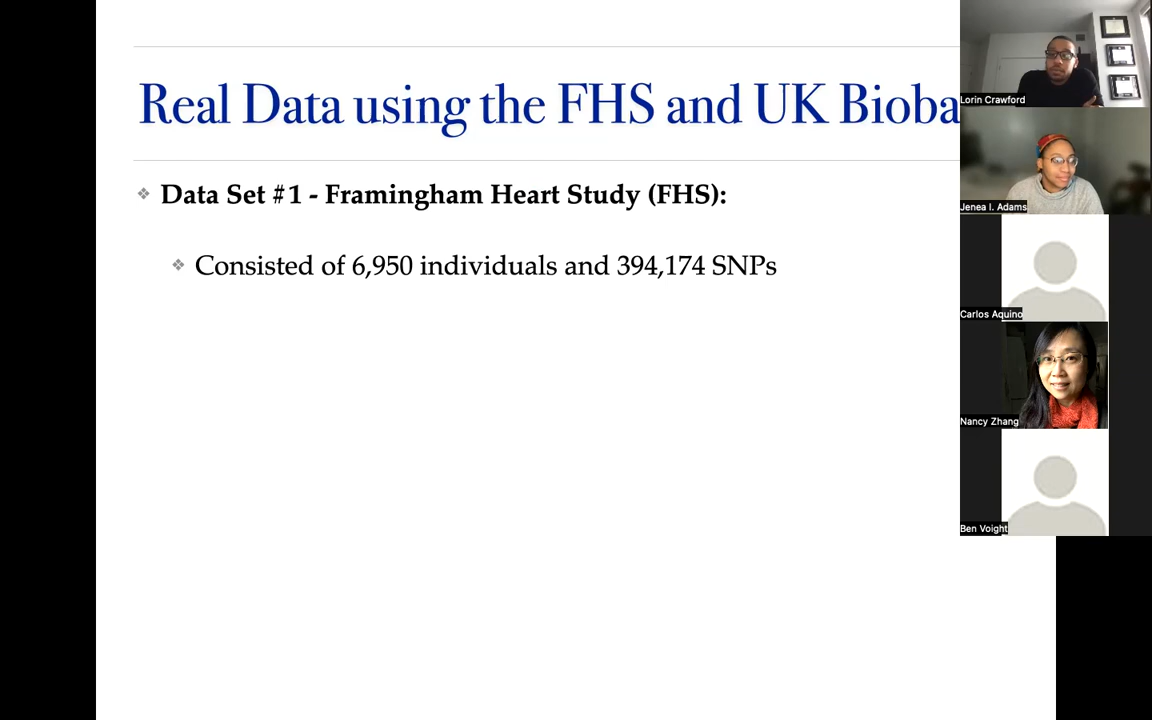 Real Data using the FHS and UK Bioba
❖ Data Set #1 - Framingham Heart Study (FHS):
❖ Consisted of 6,950 individuals and 394,174 SNPs
Lorin Crawford
Jenea I. Adams
Carlos Aquino
Nancy Zhang
Ben Voight